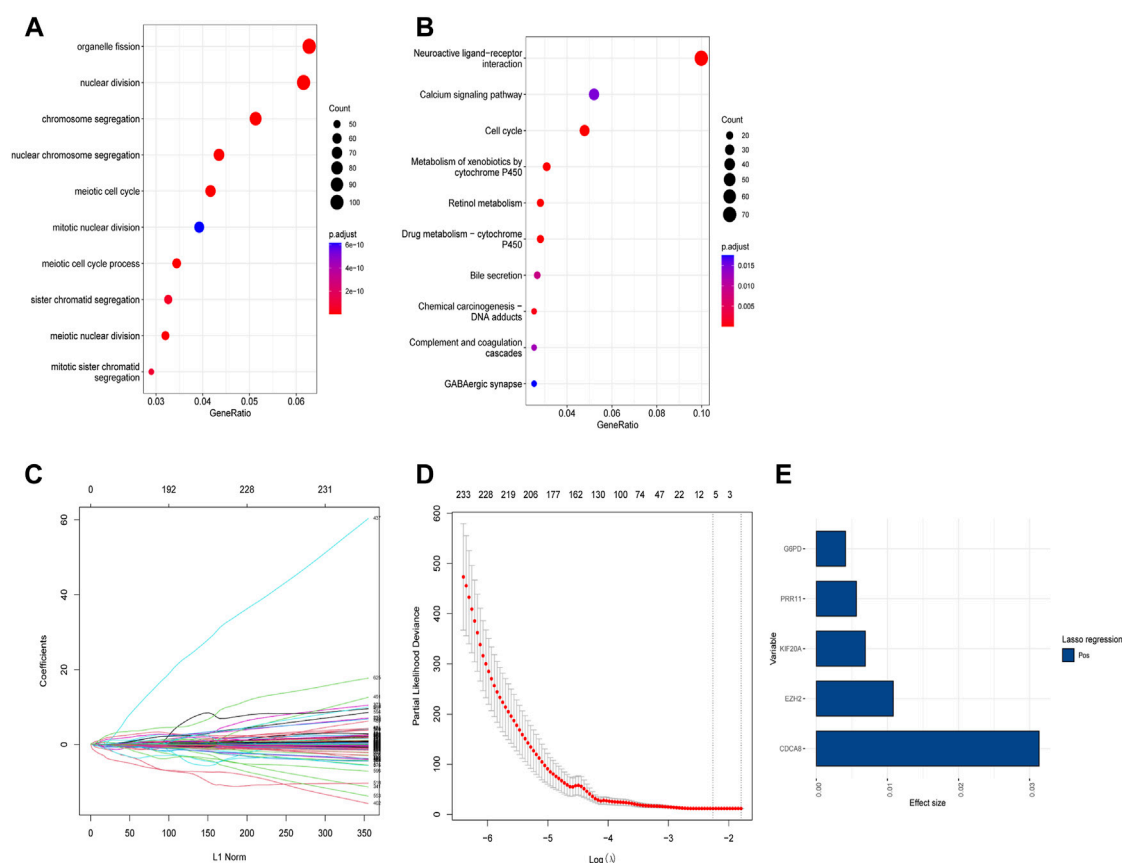 A
organelle fission
nuclear division
chromosome segregation
nuclear chromosome segregation
meiotic cell cycle
mitotic nuclear division
meiotic cell cycle process
sister chromatid segregation
meiotic nuclear division
mitotic sister chromatid
segregation
0.03 0.04 0.05 0.06
GeneRatio
Count
50
60
70
80
90
100
p.adjust
6e-10
4e-10
2e-10
B
Neuroactive ligand-receptor
interaction
Calcium signaling pathway
Cell cycle
Metabolism of xenobiotics by
cytochrome P450
Retinol metabolism
Drug metabolism - cytochrome
P450
Bile secretion
Chemical carcinogenesis -
DNA adducts
Complement and coagulation
cascades
GABAergic synapse
0.04 0.06 0.08 0.10
GeneRatio
Count
20
30
40
50
60
70
p.adjust
0.015
0.010
0.005
C
0 192 228 231
60
40
20
0
Coefficients
0 50 100 150 200 250 300 350
L1 Norm
D
233 228 219 206 177 162 130 100 74 47 22 12 5 3
600
500
400
300
200
100
0
Partial Likelihood Deviance
-6 -5 -4 -3 -2
Log(λ)
E
G6PD
PRR11
KIF20A
EZH2
CDCA8
Variable
0.00 0.01 0.02 0.03
Effect size
Lasso regression
Pos